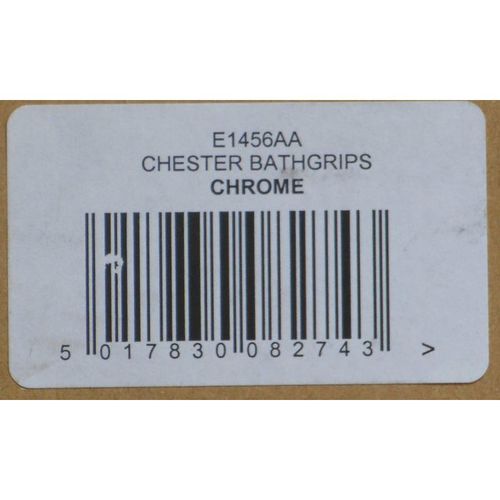 E1456AA
CHESTER BATHGRIPS
CHROME
5 017830 082743 >